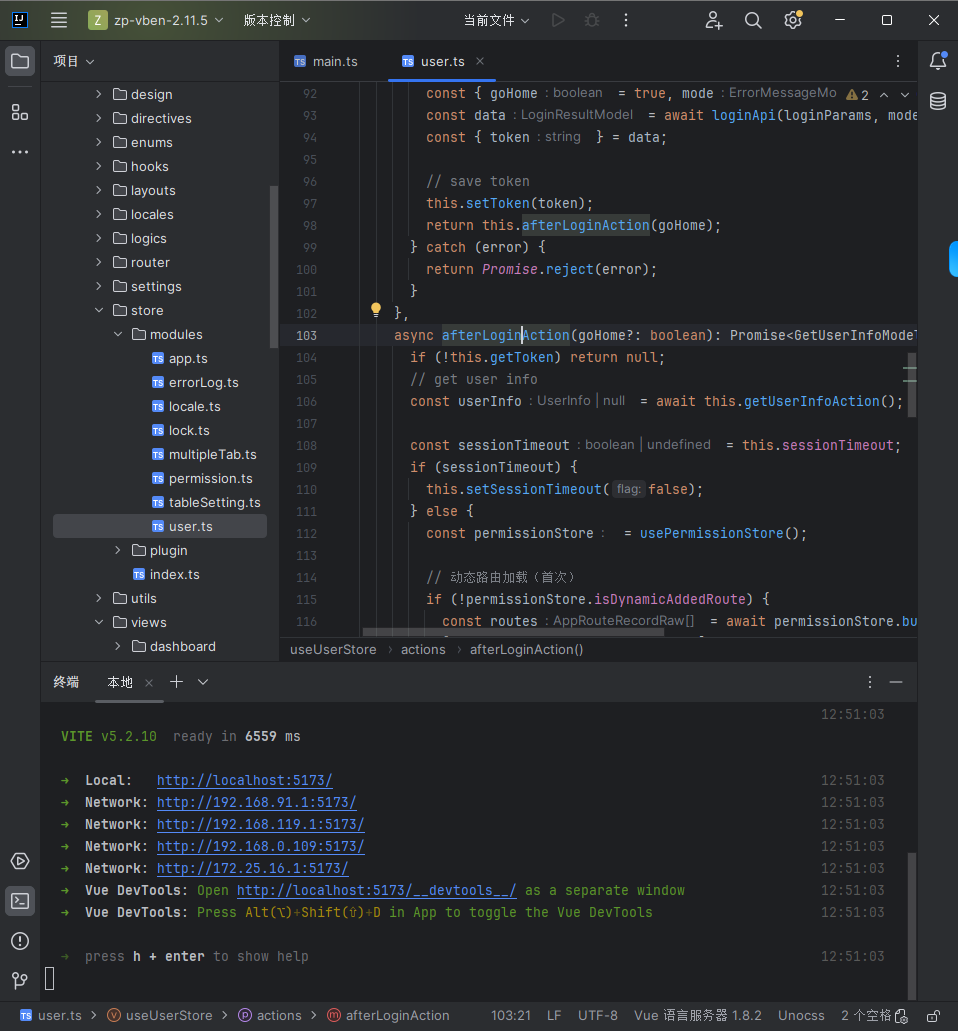 Z zp-vben-2.11.5 版本控制 当前文件
项目
design
directives
enums
hooks
layouts
locales
logics
router
settings
store
modules
TS app.ts
TS errorLog.ts
TS locale.ts
TS lock.ts
TS multipleTab.ts
TS permission.ts
TS tableSetting.ts
TS user.ts
plugin
TS index.ts
utils
views
dashboard
TS main.ts TS user.ts
92 const { goHome : boolean = true, mode : ErrorMessageMo 2
93 const data : LoginResultModel = await loginApi(loginParams, mode
94 const { token : string } = data;
95
96 // save token
97 this.setToken(token);
98 return this.afterLoginAction(goHome);
99 } catch (error) {
100 return Promise.reject(error);
101 }
102 },
103 async afterLoginAction(goHome?: boolean): Promise<GetUserInfoModel
104 if (!this.getToken) return null;
105 // get user info
106 const userInfo : UserInfo | null = await this.getUserInfoAction();
107
108 const sessionTimeout : boolean | undefined = this.sessionTimeout;
109 if (sessionTimeout) {
110 this.setSessionTimeout( flag: false);
111 } else {
112 const permissionStore : = usePermissionStore();
113
114 // 动态路由加载（首次）
115 if (!permissionStore.isDynamicAddedRoute) {
116 const routes : AppRouteRecordRaw[] = await permissionStore.bu
useUserStore > actions > afterLoginAction()
终端 本地
12:51:03
VITE v5.2.10 ready in 6559 ms
➜ Local: http://localhost:5173/ 12:51:03
➜ Network: http://192.168.91.1:5173/ 12:51:03
➜ Network: http://192.168.119.1:5173/ 12:51:03
➜ Network: http://192.168.0.109:5173/ 12:51:03
➜ Network: http://172.25.16.1:5173/ 12:51:03
➜ Vue DevTools: Open http://localhost:5173/__devtools__/ as a separate window 12:51:03
➜ Vue DevTools: Press Alt(⌥)+Shift(⇧)+D in App to toggle the Vue DevTools 12:51:03
➜ press h + enter to show help 12:51:03
TS user.ts > V useUserStore > p actions > m afterLoginAction 103:21 LF UTF-8 Vue 语言服务器 1.8.2 Unocss 2 个空格